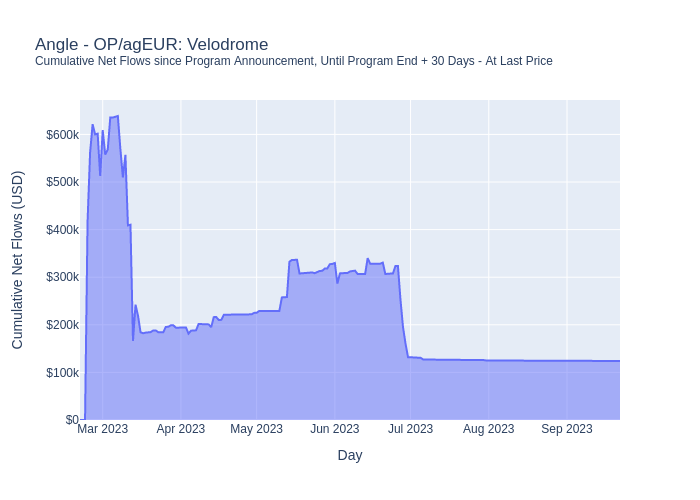 Angle - OP/agEUR: Velodrome
Cumulative Net Flows since Program Announcement, Until Program End + 30 Days - At Last Price
Cumulative Net Flows (USD)
$600k
$500k
$400k
$300k
$200k
$100k
$0
Mar 2023 Apr 2023 May 2023 Jun 2023 Jul 2023 Aug 2023 Sep 2023
Day